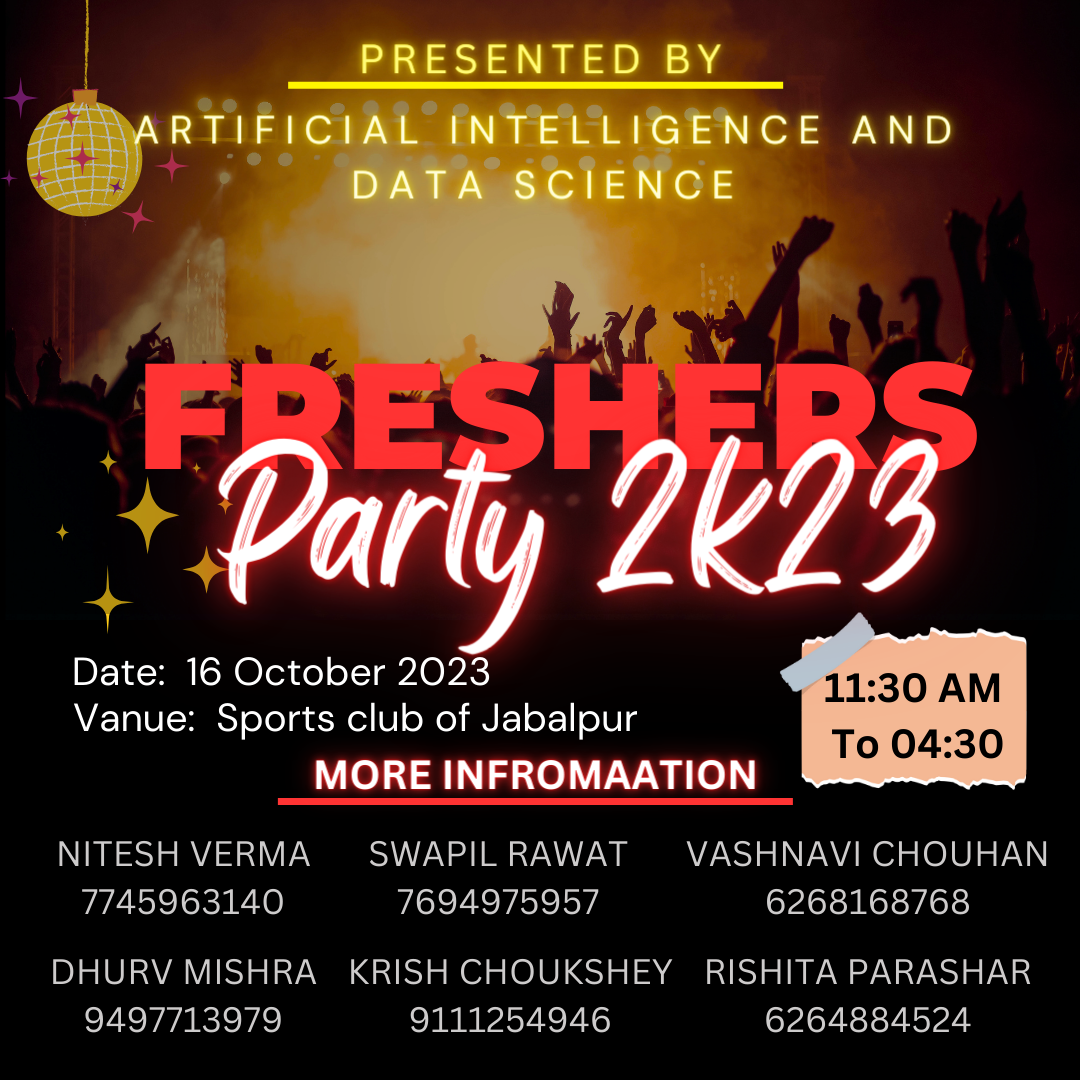 PRESENTED BY
ARTIFICIAL INTELLIGENCE AND
DATA SCIENCE
FRESHERS
Party 2k23
Date: 16 October 2023
Vanue: Sports club of Jabalpur
11:30 AM
To 04:30
MORE INFROMAATION
NITESH VERMA
7745963140
SWAPIL RAWAT
7694975957
VASHNAVI CHOUHAN
6268168768
DHURV MISHRA
9497713979
KRISH CHOUKSHEY
9111254946
RISHITA PARASHAR
6264884524